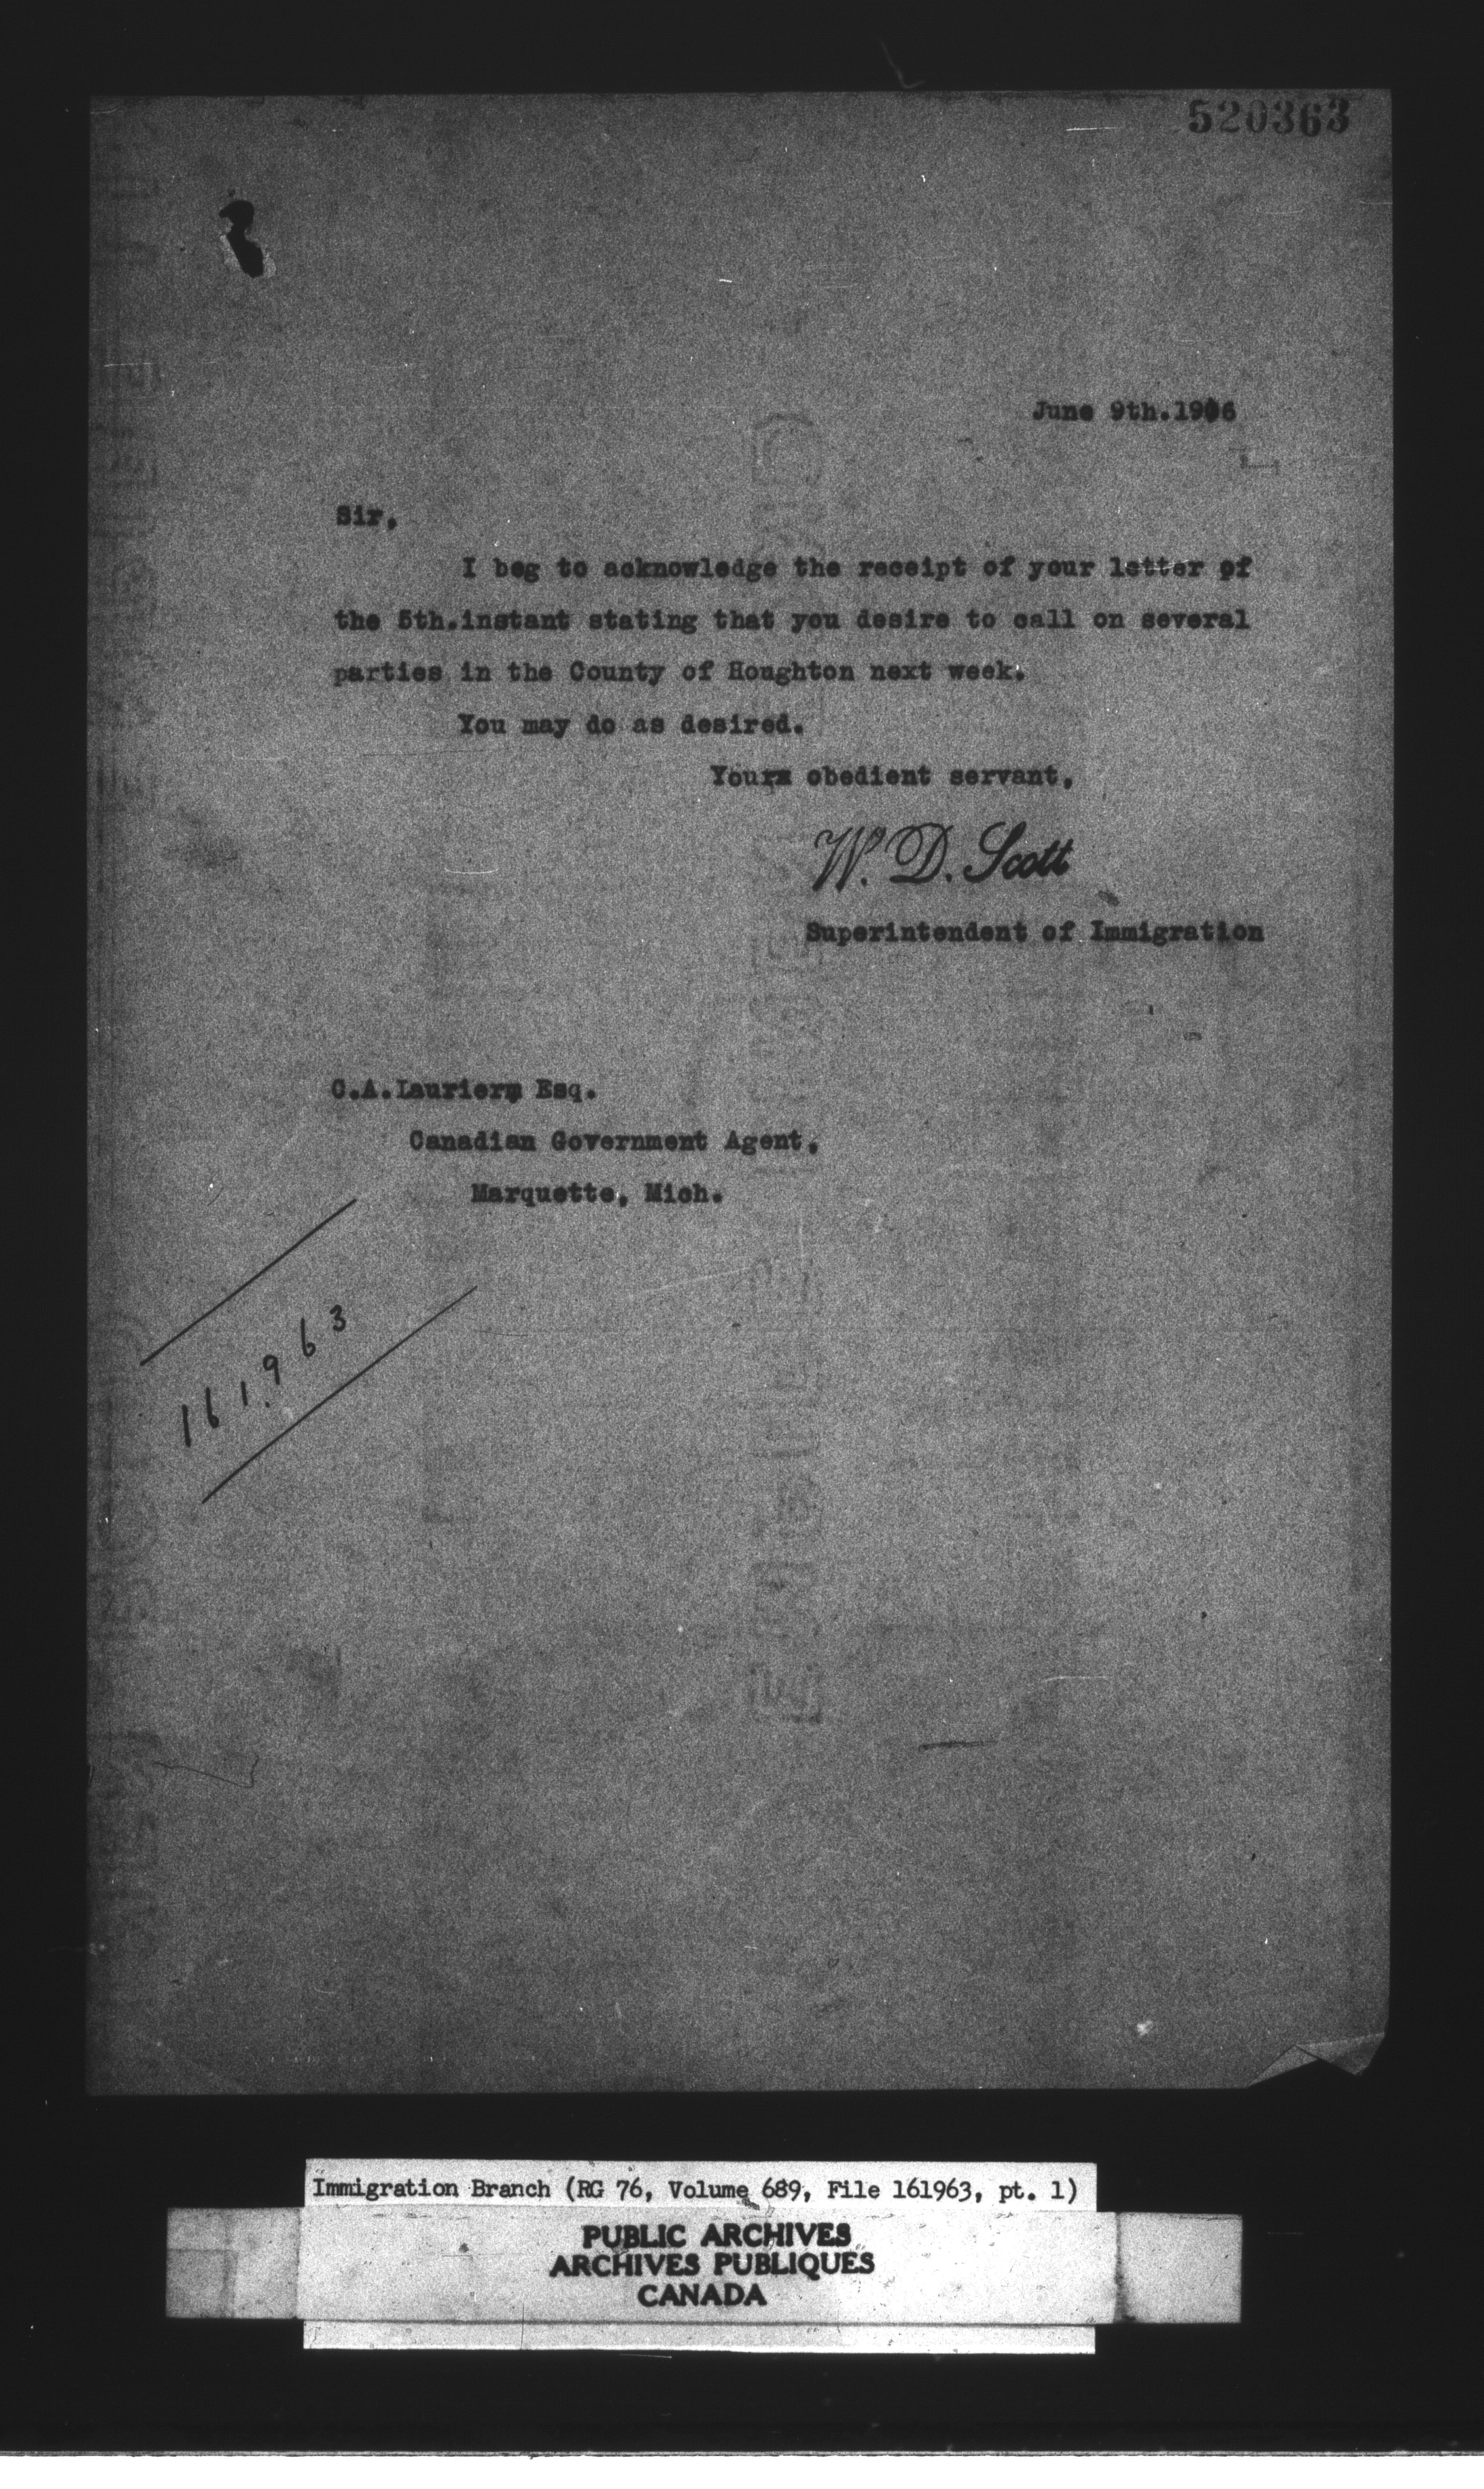 520363
June 9th.1906
Sir,
I beg to acknowledge the receipt of your letter of
the 5th.instant stating that you desire to call on several
parties in the County of Houghton next week.
You may do as desired.
Your obedient servant,
W. D. Scott
Superintendent of Immigration
C.A.Laurier, Esq.
Canadian Government Agent,
Marquette, Mich.
161963
Immigration Branch (RG 76, Volume 689, File 161963, pt. 1)
PUBLIC ARCHIVES
ARCHIVES PUBLIQUES
CANADA